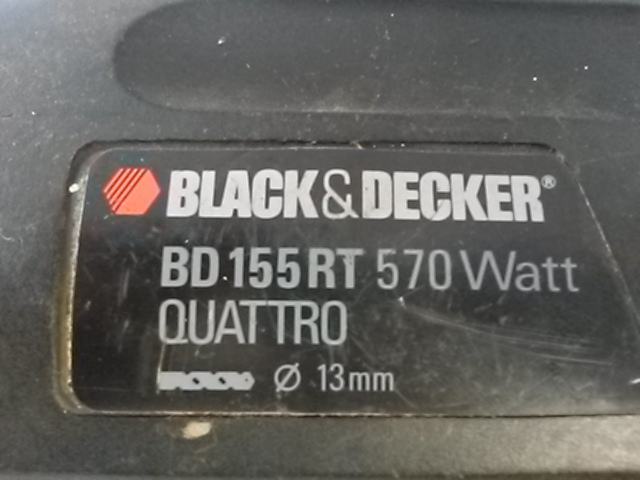 BLACK&DECKER®
BD 155 RT 570 Watt
QUATTRO
Ø 13mm